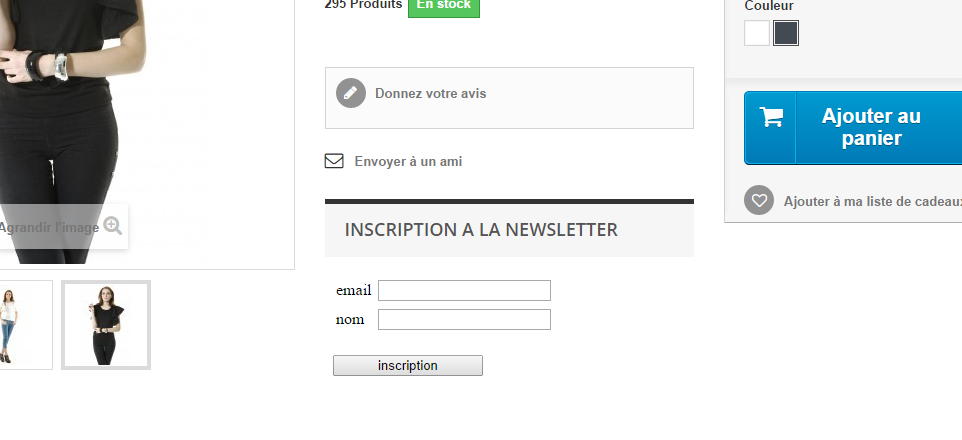 295 Produits En stock
Couleur
Donnez votre avis
Ajouter au
panier
Envoyer à un ami
Ajouter à ma liste de cadeaux
Agrandir l'image
INSCRIPTION A LA NEWSLETTER
email
nom
inscription